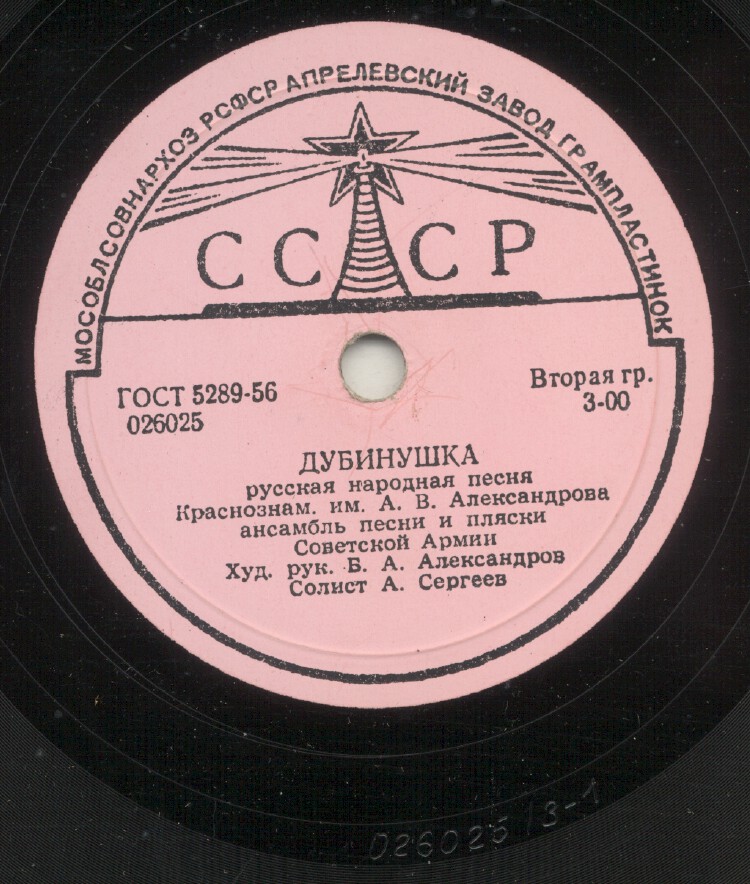 МОСОБЛСОВНАРХОЗ РСФСР АПРЕЛЕВСКИЙ ЗАВОД ГРАМПЛАСТИНОК
СССР
ГОСТ 5289-56
026025
Вторая гр.
3-00
ДУБИНУШКА
русская народная песня
Краснознам. им. А. В. Александрова
ансамбль песни и пляски
Советской Армии
Худ. рук. Б. А. Александров
Солист А. Сергеев
026025 /3-1